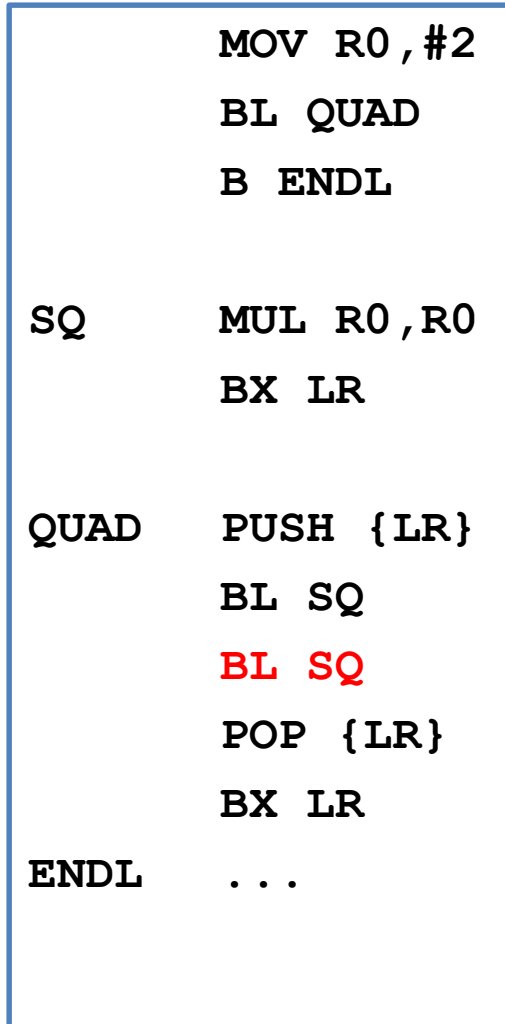 MOV R0,#2
BL QUAD
B ENDL
SQ MUL R0,R0
BX LR
QUAD PUSH {LR}
BL SQ
BL SQ
POP {LR}
BX LR
ENDL ...